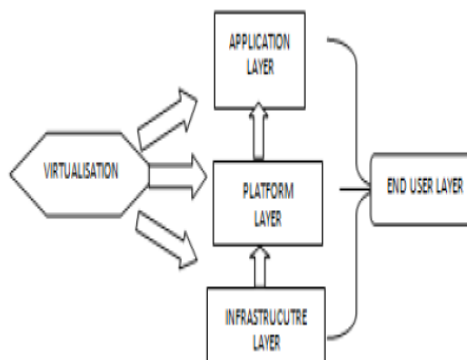 APPLICATION
LAYER
VIRTUALISATION
PLATFORM
LAYER
END USER LAYER
INFRASTRUCUTRE
LAYER